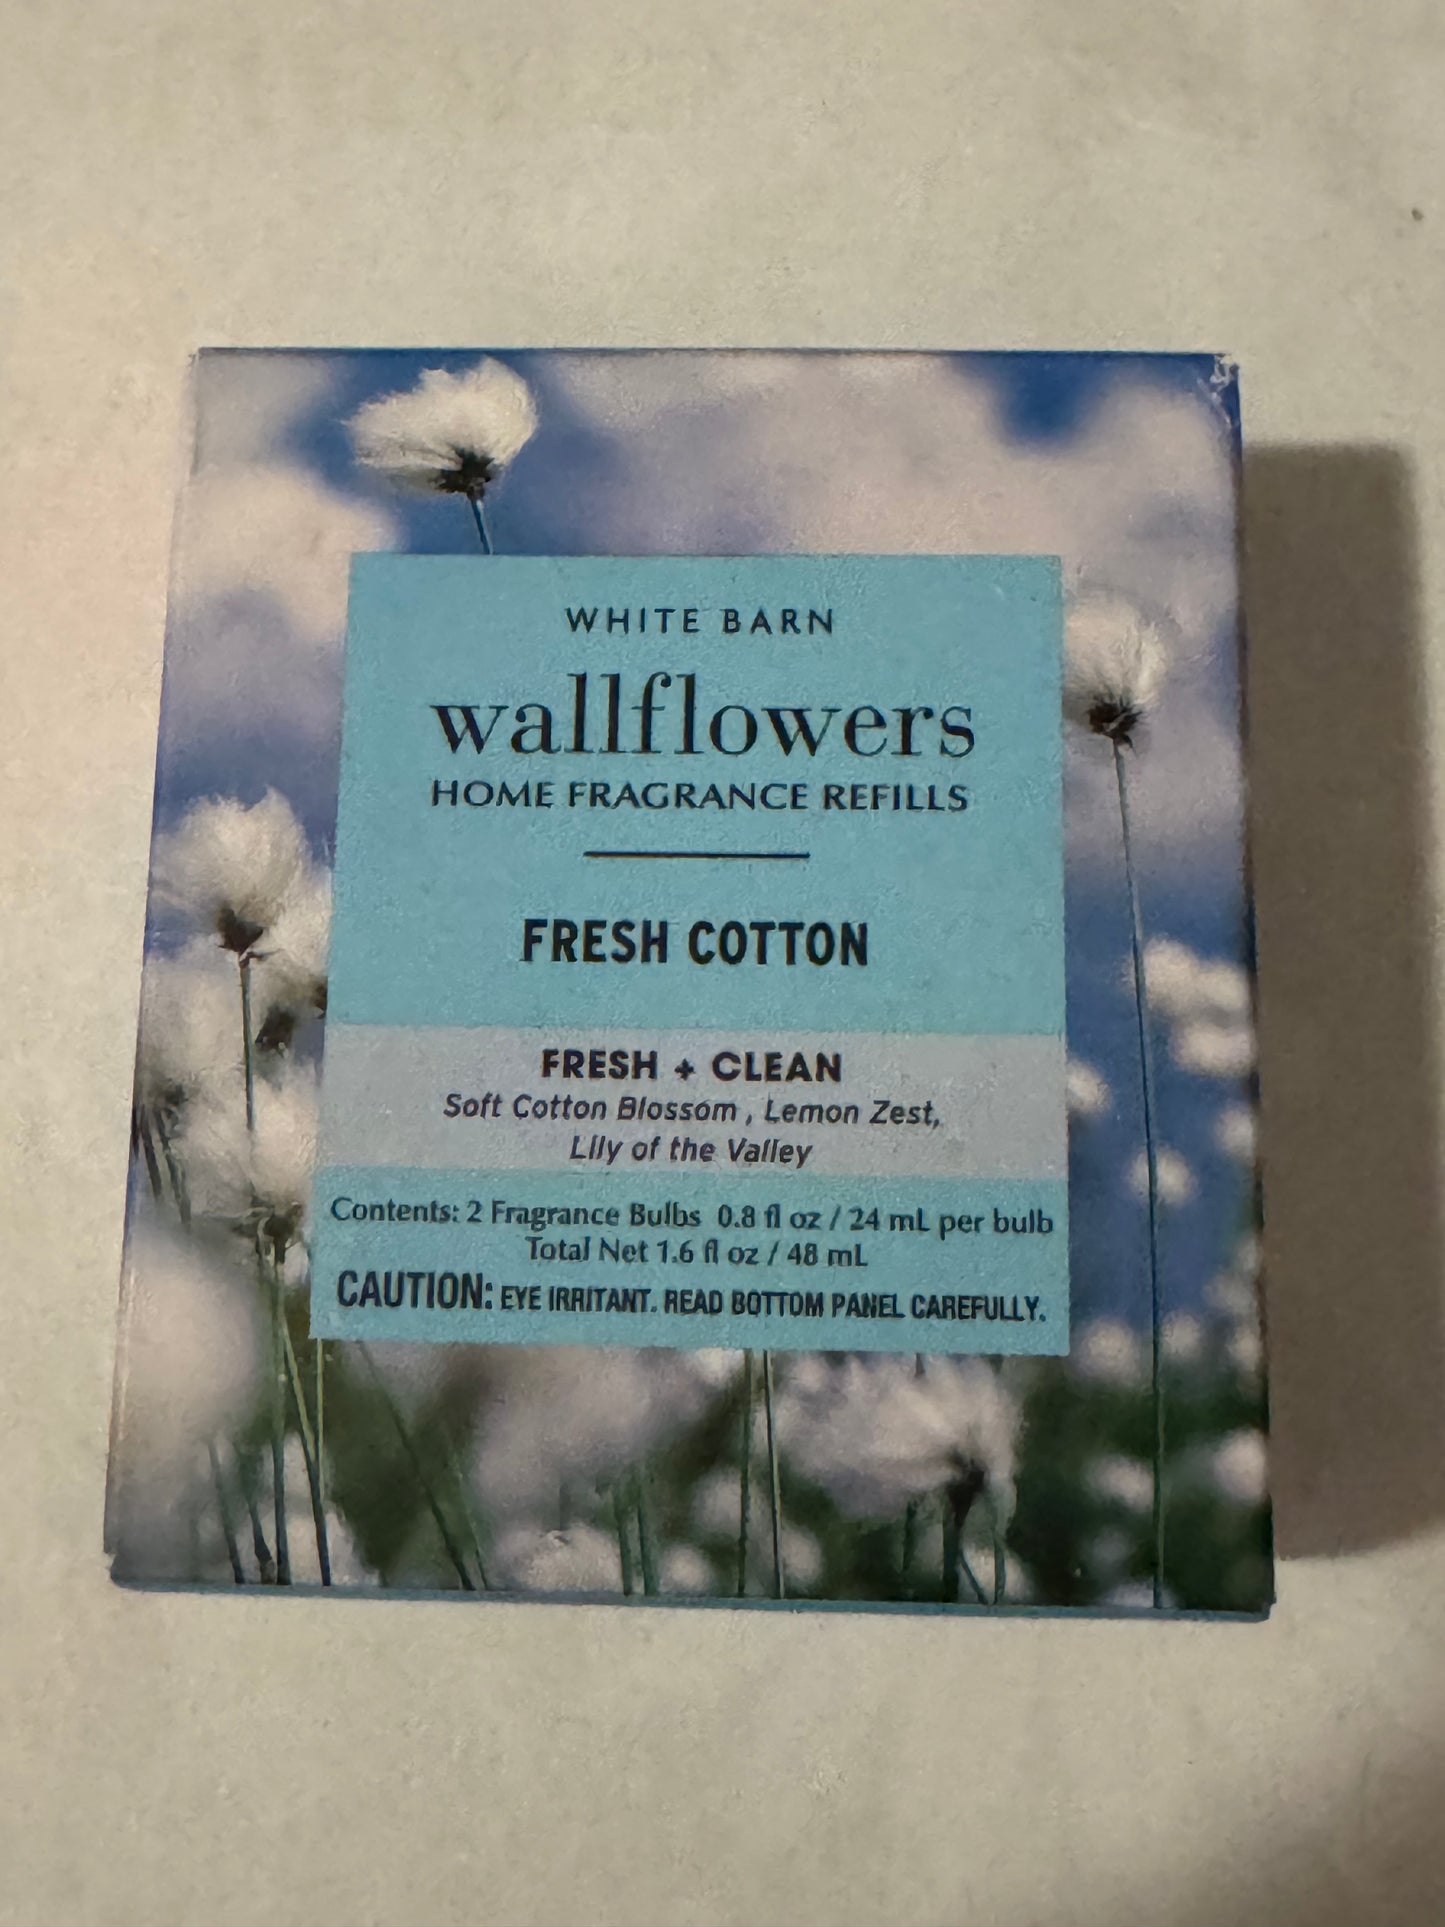 WHITE BARN
wallflowers
HOME FRAGRANCE REFILLS
FRESH COTTON
FRESH + CLEAN
Soft Cotton Blossom , Lemon Zest,
Lily of the Valley
Contents: 2 Fragrance Bulbs 0.8 fl oz / 24 mL per bulb
Total Net 1.6 fl oz / 48 mL
CAUTION: EYE IRRITANT. READ BOTTOM PANEL CAREFULLY.